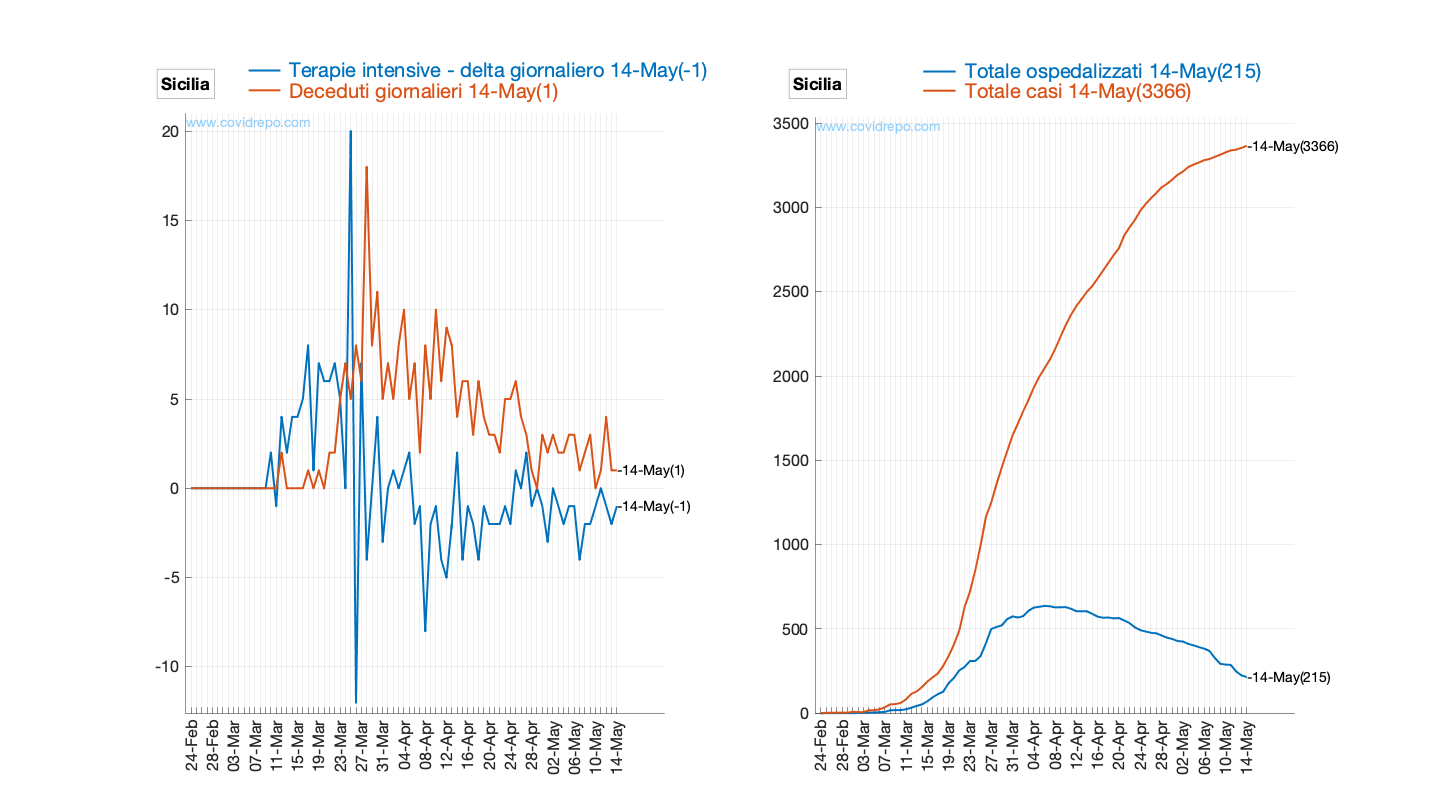 Sicilia
Terapie intensive - delta giornaliero 14-May(-1)
Deceduti giornalieri 14-May(1)
www.covidrepo.com
20
15
10
5
0
-5
-10
-14-May(1)
-14-May(-1)
24-Feb
28-Feb
03-Mar
07-Mar
11-Mar
15-Mar
19-Mar
23-Mar
27-Mar
31-Mar
04-Apr
08-Apr
12-Apr
16-Apr
20-Apr
24-Apr
28-Apr
02-May
06-May
10-May
14-May
Sicilia
Totale ospedalizzati 14-May(215)
Totale casi 14-May(3366)
www.covidrepo.com
3500
3000
2500
2000
1500
1000
500
0
-14-May(3366)
-14-May(215)
24-Feb
28-Feb
03-Mar
07-Mar
11-Mar
15-Mar
19-Mar
23-Mar
27-Mar
31-Mar
04-Apr
08-Apr
12-Apr
16-Apr
20-Apr
24-Apr
28-Apr
02-May
06-May
10-May
14-May